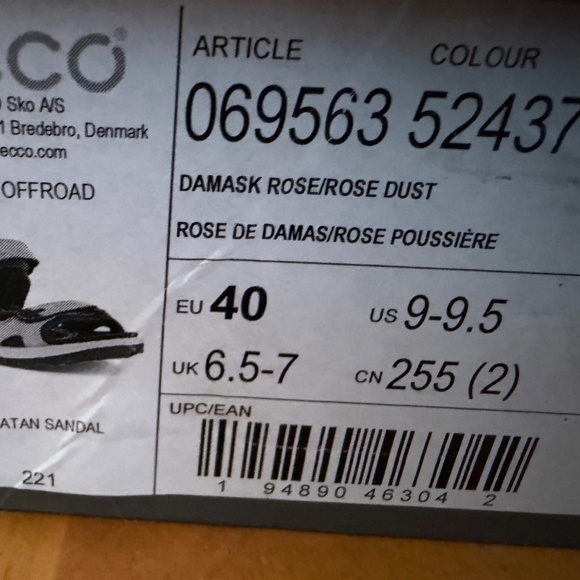 ecco®
Sko A/S
1 Bredebro, Denmark
ecco.com
OFFROAD
ATAN SANDAL
221
ARTICLE COLOUR
069563 52437
DAMASK ROSE/ROSE DUST
ROSE DE DAMAS/ROSE POUSSIÈRE
EU 40 US 9-9.5
UK 6.5-7 CN 255 (2)
UPC/EAN
1 94890 46304 2